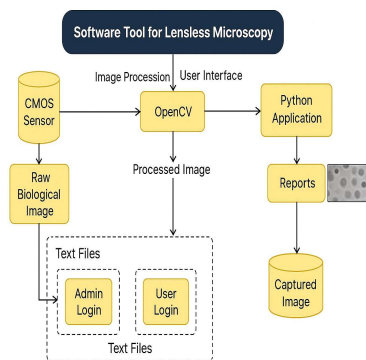 Software Tool for Lensless Microscopy
Image Procession
User Interface
CMOS
Sensor
OpenCV
Python
Application
Raw
Biological
Image
Processed Image
Reports
Text Files
Admin
Login
User
Login
Captured
Image
Text Files